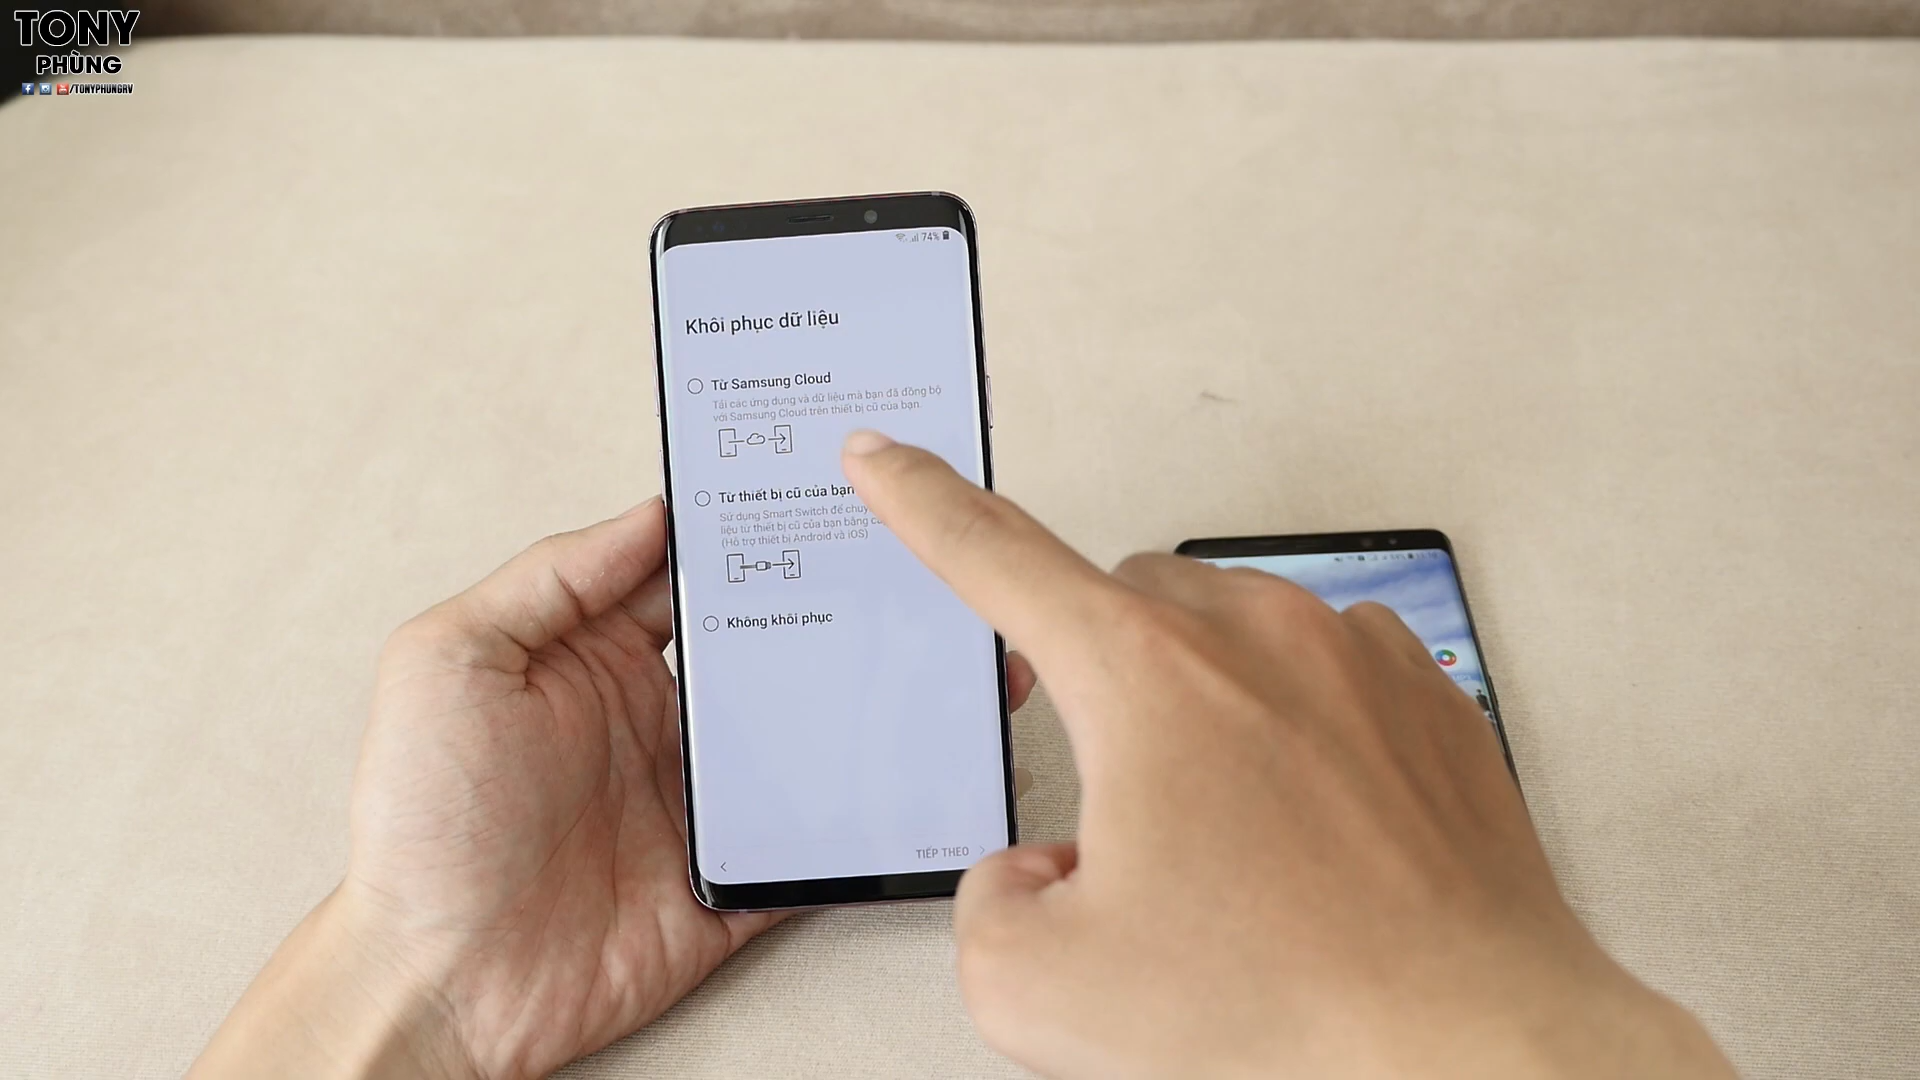 TONY
PHÙNG
/TONYPHUNGRV
74%
Khôi phục dữ liệu
Từ Samsung Cloud
Tải các ứng dụng và dữ liệu mà bạn đã đồng bộ
với Samsung Cloud trên thiết bị cũ của bạn.
Từ thiết bị cũ của bạn
Sử dụng Smart Switch để
liệu từ thiết bị cũ của bạn bằng
(Hỗ trợ thiết bị Android và iOS)
Không khôi phục
TIẾP THEO